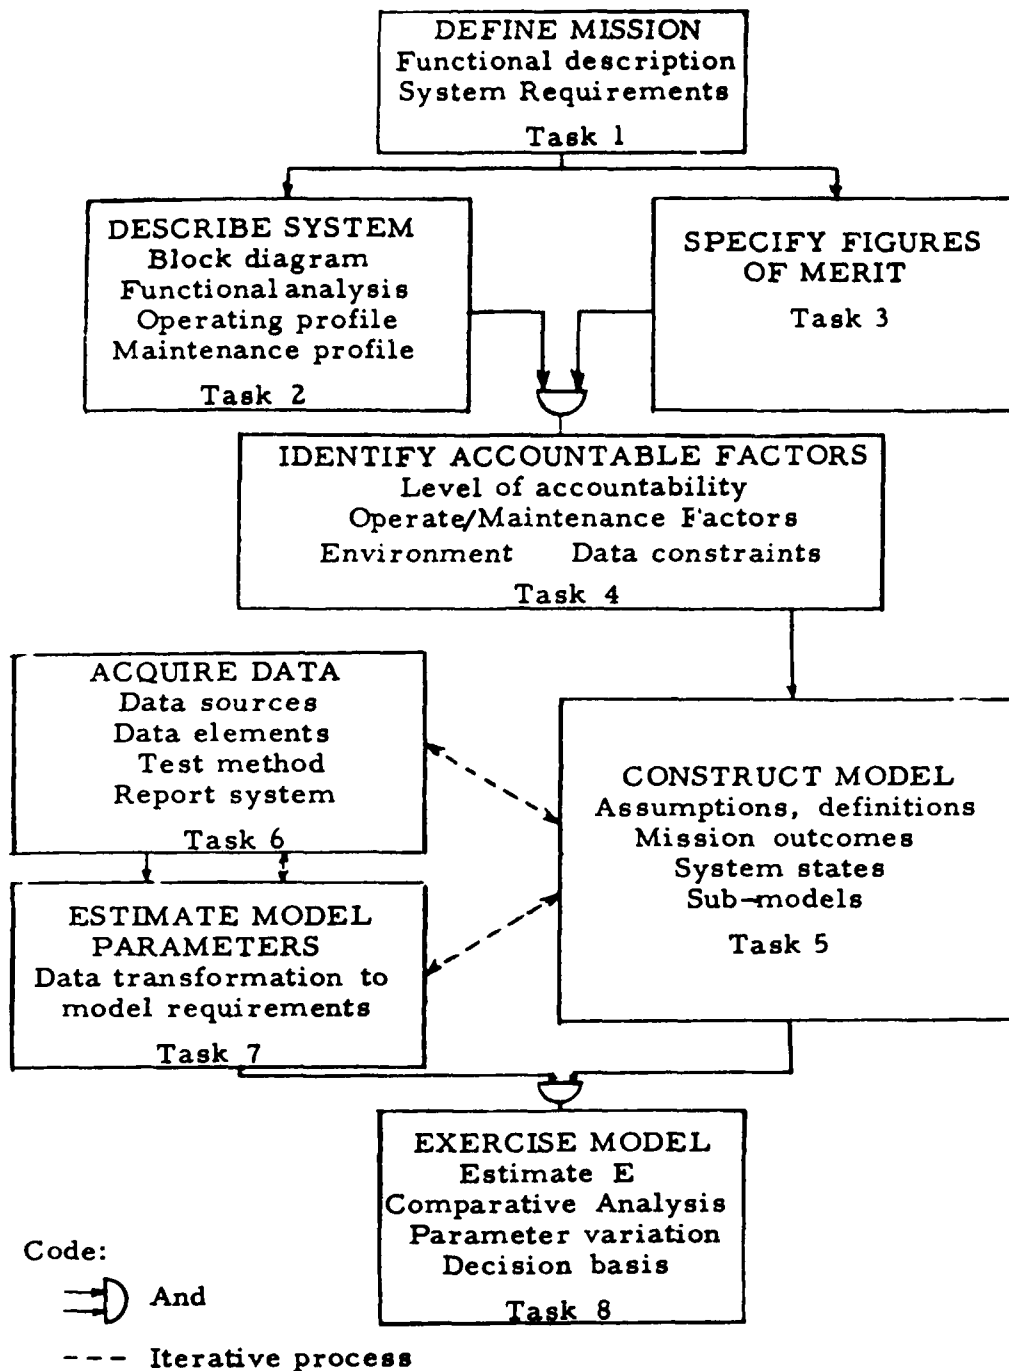 DEFINE MISSION
Functional description
System Requirements
Task 1
DESCRIBE SYSTEM
Block diagram
Functional analysis
Operating profile
Maintenance profile
Task 2
SPECIFY FIGURES
OF MERIT
Task 3
IDENTIFY ACCOUNTABLE FACTORS
Level of accountability
Operate/Maintenance Factors
Environment Data constraints
Task 4
ACQUIRE DATA
Data sources
Data elements
Test method
Report system
Task 6
CONSTRUCT MODEL
Assumptions, definitions
Mission outcomes
System states
Sub-models
Task 5
ESTIMATE MODEL
PARAMETERS
Data transformation to
model requirements
Task 7
EXERCISE MODEL
Estimate E
Comparative Analysis
Parameter variation
Decision basis
Task 8
Code:
And
--- Iterative process